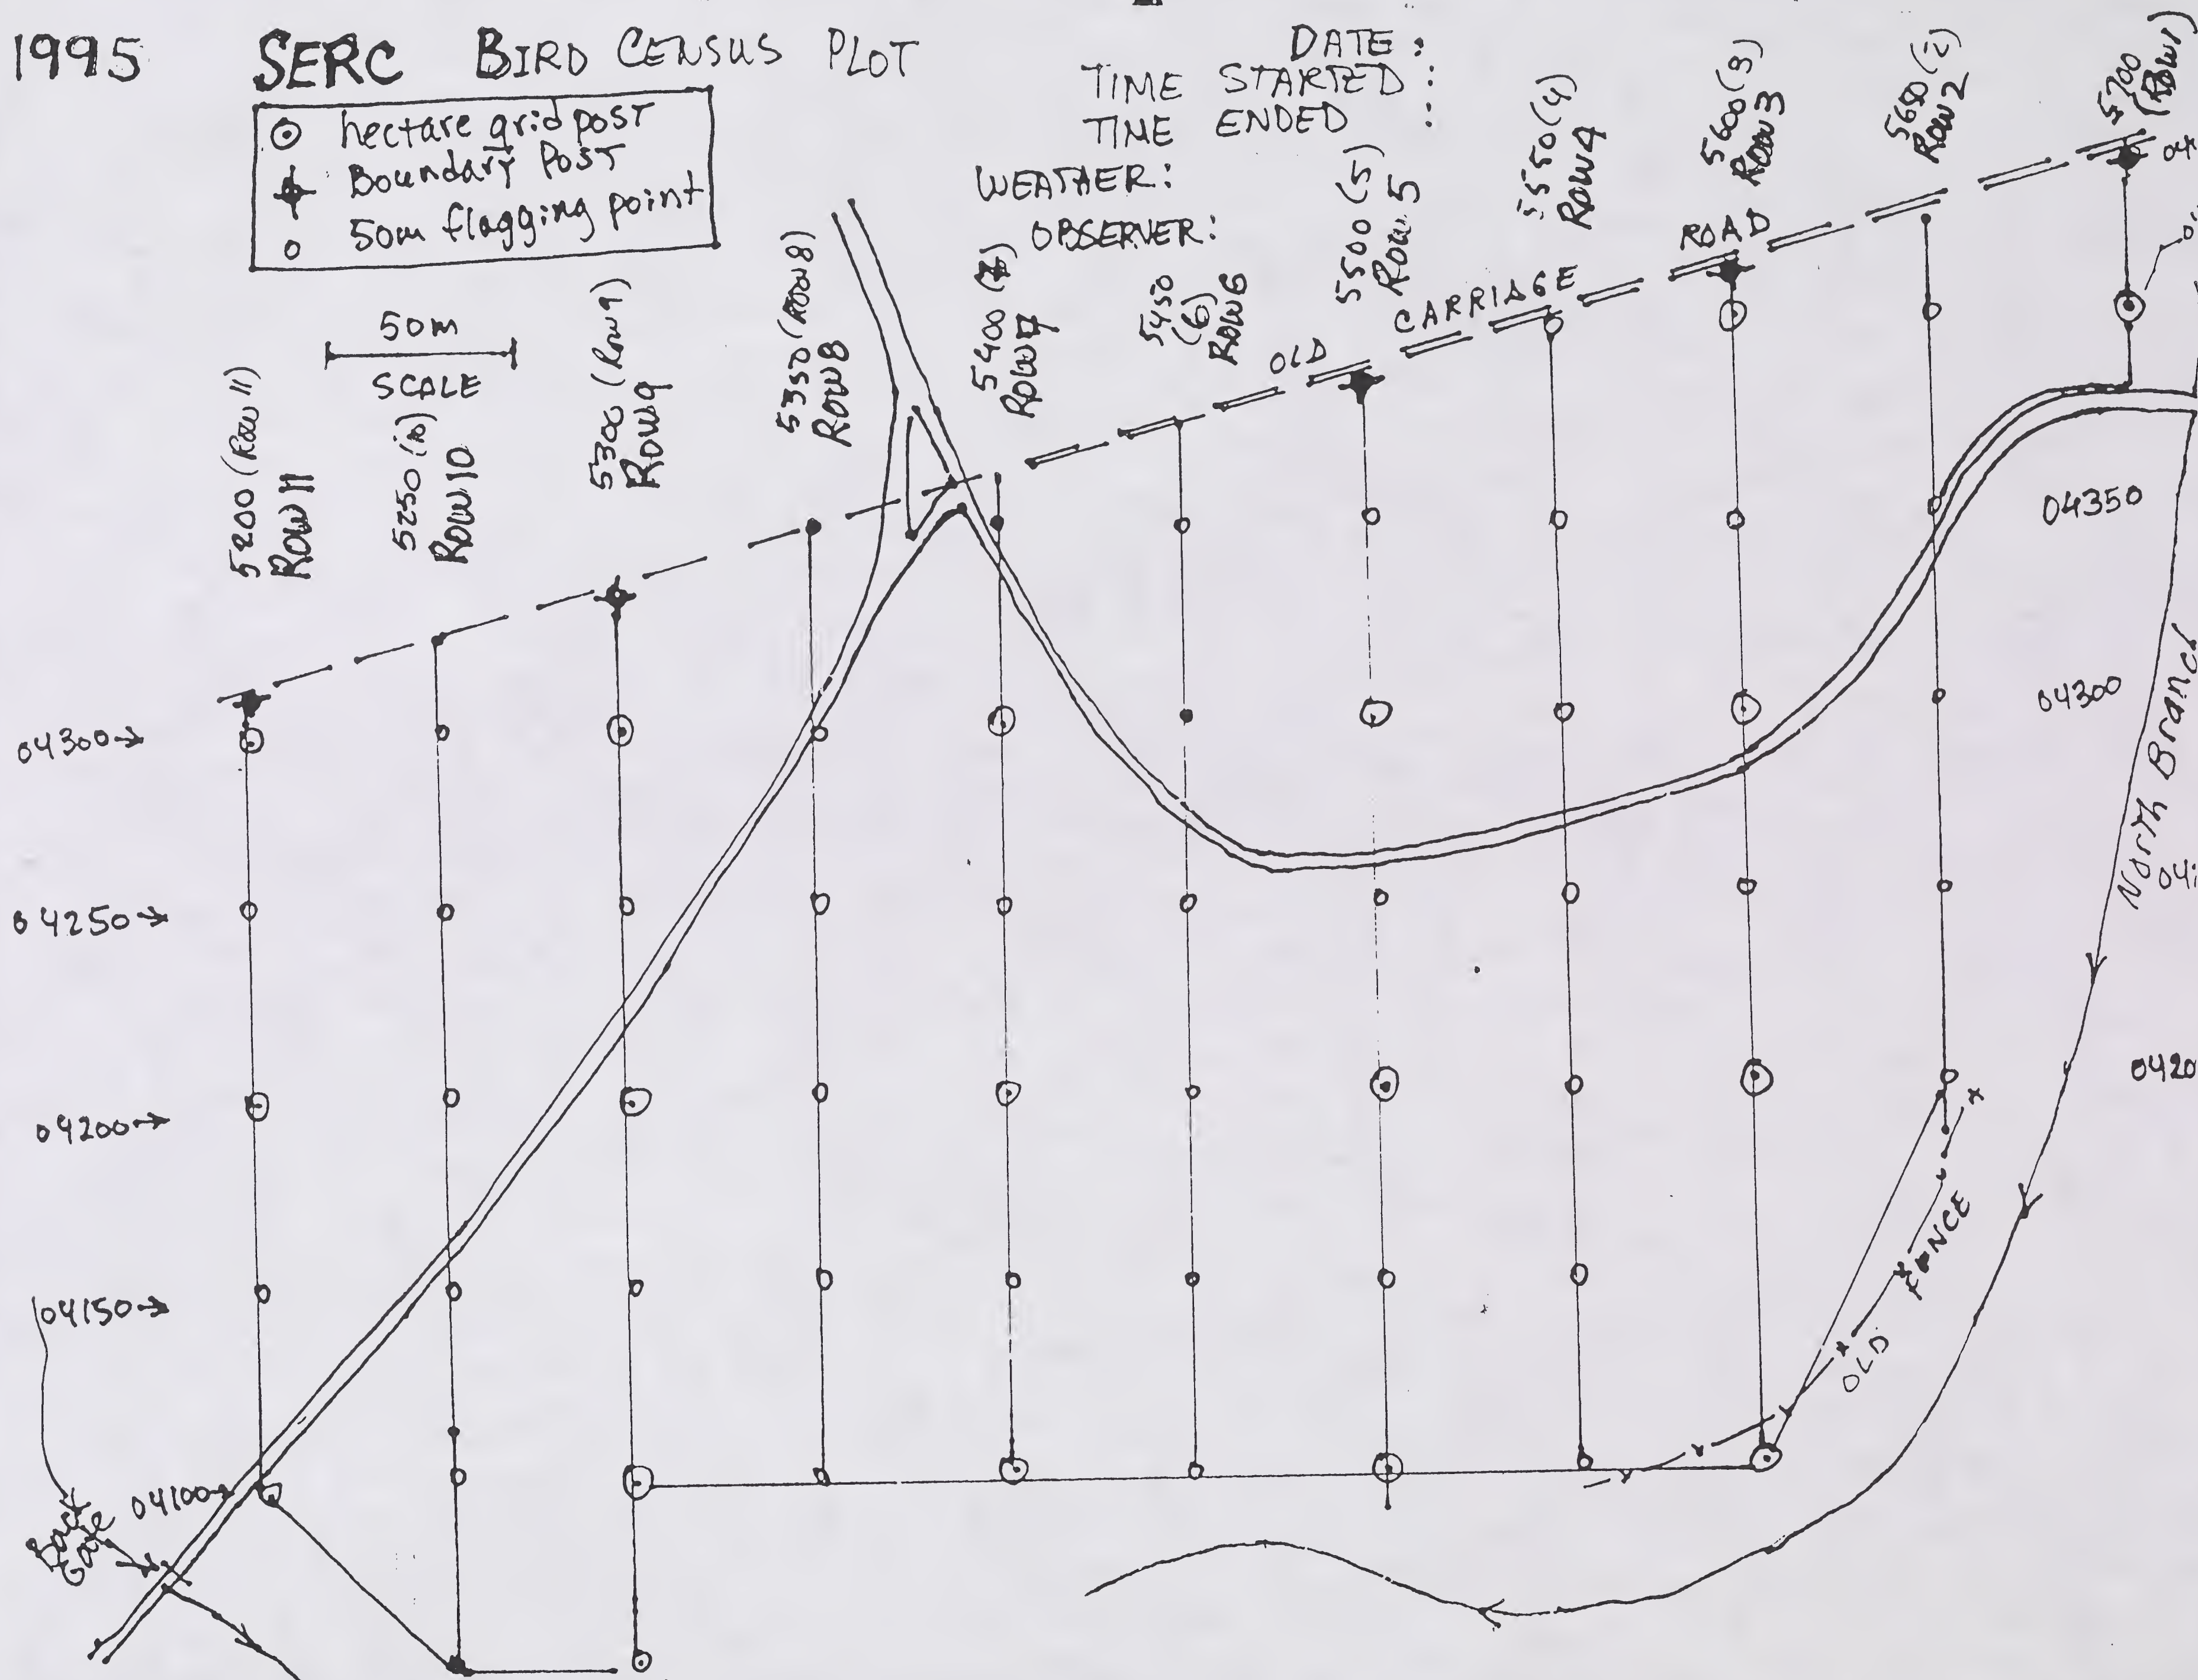 1995 SERC BIRD CENSUS PLOT
DATE :
TIME STARTED :
TIME ENDED :
WEATHER :
OBSERVER :
hectare grid post
Boundary Post
50m flagging point
50m
SCALE
5200 (Row 11)
Row 11
5250 (10)
Row 10
5300 (Row 9)
Row 9
5350 (Row 8)
Row 8
5400
Row 7
5450
(6)
Row 6
5500 (5)
Row 5
5550 (4)
Row 4
5600 (3)
Row 3
5650 (2)
Row 2
5700
(Row 1)
OLD CARRIAGE ROAD
04350
04300
04300→
04250→
04200→
04150→
04100→
North Branch
OLD FENCE
Back
Gate